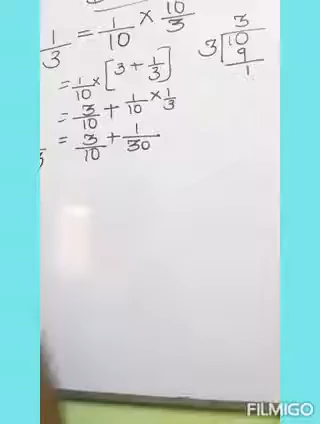 1/3 = 1/10 × 10/3
= 1/10 × [3 + 1/3]
= 3/10 + 1/10 × 1/3
= 3/10 + 1/30
3
3 10
9
1
FILMIGO